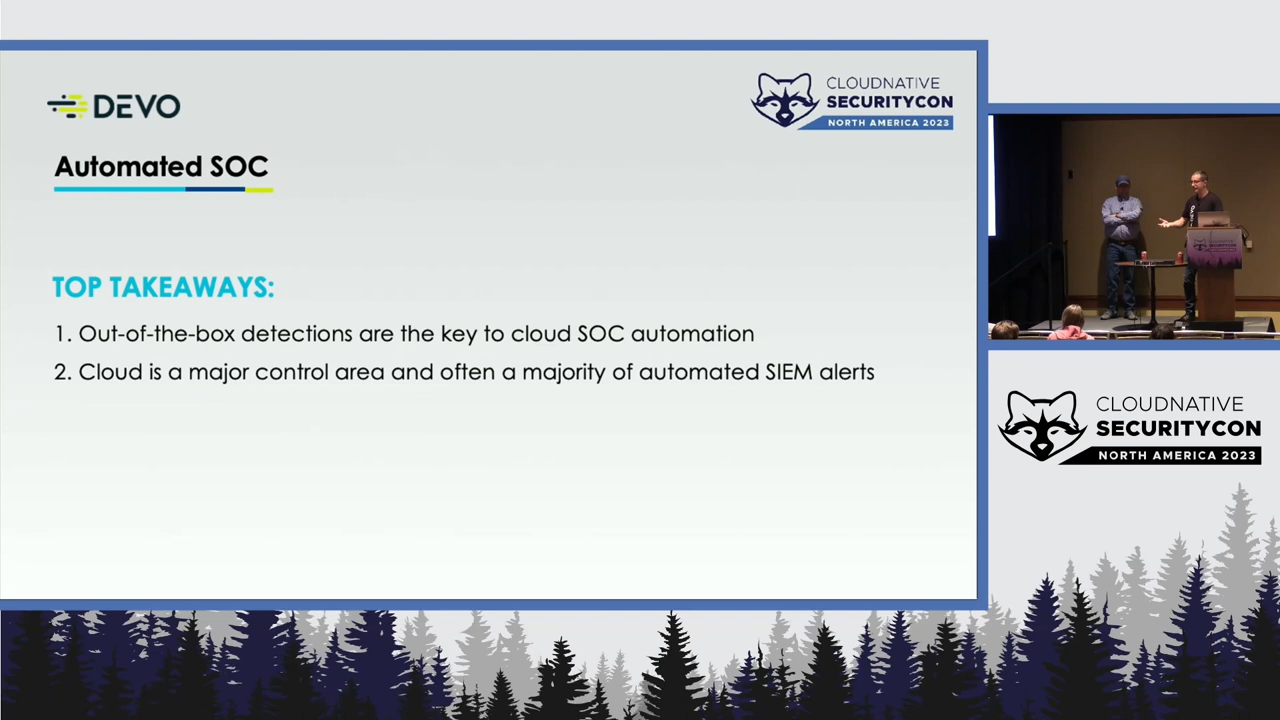 DEVO
CLOUDNATIVE
SECURITYCON
NORTH AMERICA 2023
Automated SOC
TOP TAKEAWAYS:
1. Out-of-the-box detections are the key to cloud SOC automation
2. Cloud is a major control area and often a majority of automated SIEM alerts
CLOUDNATIVE
SECURITYCON
NORTH AMERICA 2023